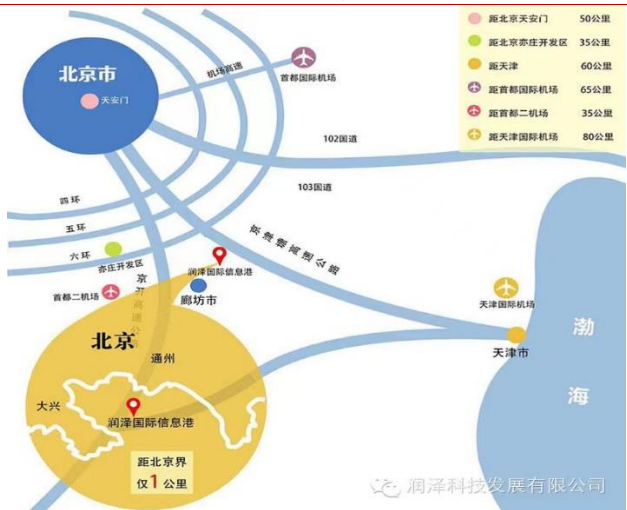 距北京天安门 50公里
距北京亦庄开发区 35公里
距天津 60公里
距首都国际机场 65公里
距首都二机场 35公里
距天津国际机场 80公里
北京市
天安门
机场高速
首都国际机场
102国道
103国道
四环
五环
六环
亦庄开发区
京津塘高速公路
润泽国际信息港
首都二机场
京开高速公路
廊坊市
天津国际机场
天津市
渤海
北京
通州
大兴
润泽国际信息港
距北京界
仅1公里
润泽科技发展有限公司